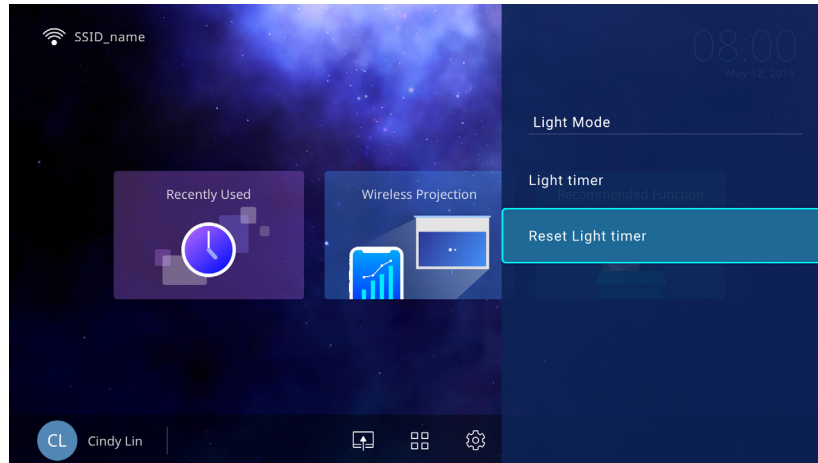 SSID_name
08:00
May 12, 2019
Light Mode
Light timer
Recently Used
Wireless Projection
Recommended Function
Reset Light timer
CL
Cindy Lin